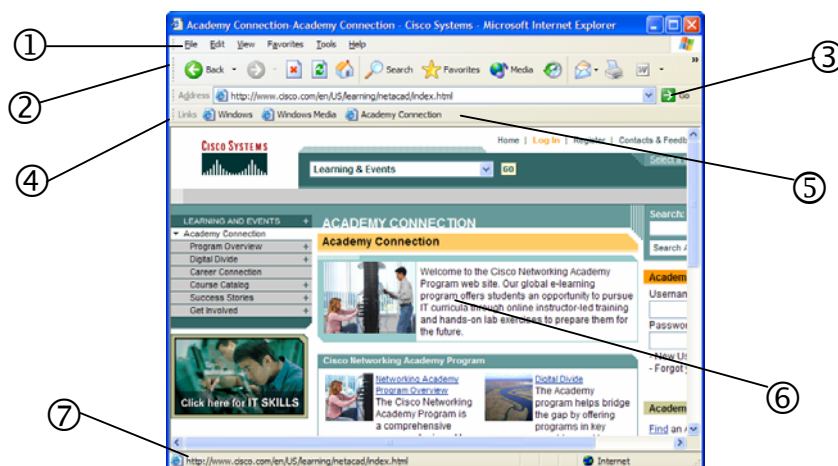 Academy Connection-Academy Connection - Cisco Systems - Microsoft Internet Explorer
① File Edit View Favorites Tools Help
② Back Search Favorites Media W »
③
Address http://www.cisco.com/en/US/learning/netacad/index.html Go
④ Links Windows Windows Media Academy Connection
⑤
CISCO SYSTEMS
Home | Log In | Register | Contacts & Feedb
Learning & Events GO
Select a
LEARNING AND EVENTS +
Academy Connection
Program Overview +
Digital Divide +
Career Connection
Course Catalog +
Success Stories +
Get Involved +
Click here for IT SKILLS
ACADEMY CONNECTION
Academy Connection
Welcome to the Cisco Networking Academy
Program web site. Our global e-learning
program offers students an opportunity to pursue
IT curricula through online instructor-led training
and hands-on lab exercises to prepare them for
the future.
⑥
Cisco Networking Academy Program
Networking Academy
Program Overview
The Cisco Networking
Academy Program is
a comprehensive
Digital Divide
The Academy
program helps bridge
the gap by offering
programs in key
Search:
Search A
Academ
Usernam
Passwor
- New Us
- Forgot
Academ
Find an A
⑦ http://www.cisco.com/en/US/learning/netacad/index.html Internet